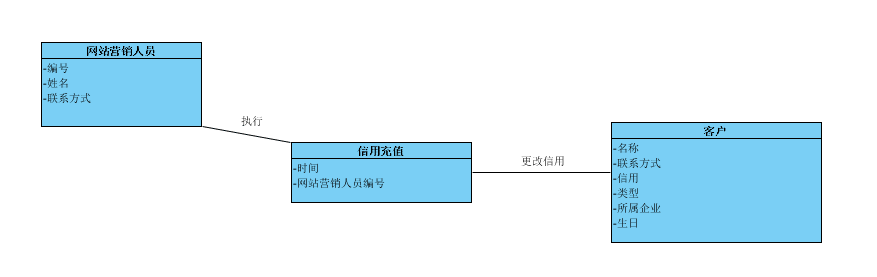 网站营销人员
-编号
-姓名
-联系方式
执行
信用充值
-时间
-网站营销人员编号
更改信用
客户
-名称
-联系方式
-信用
-类型
-所属企业
-生日